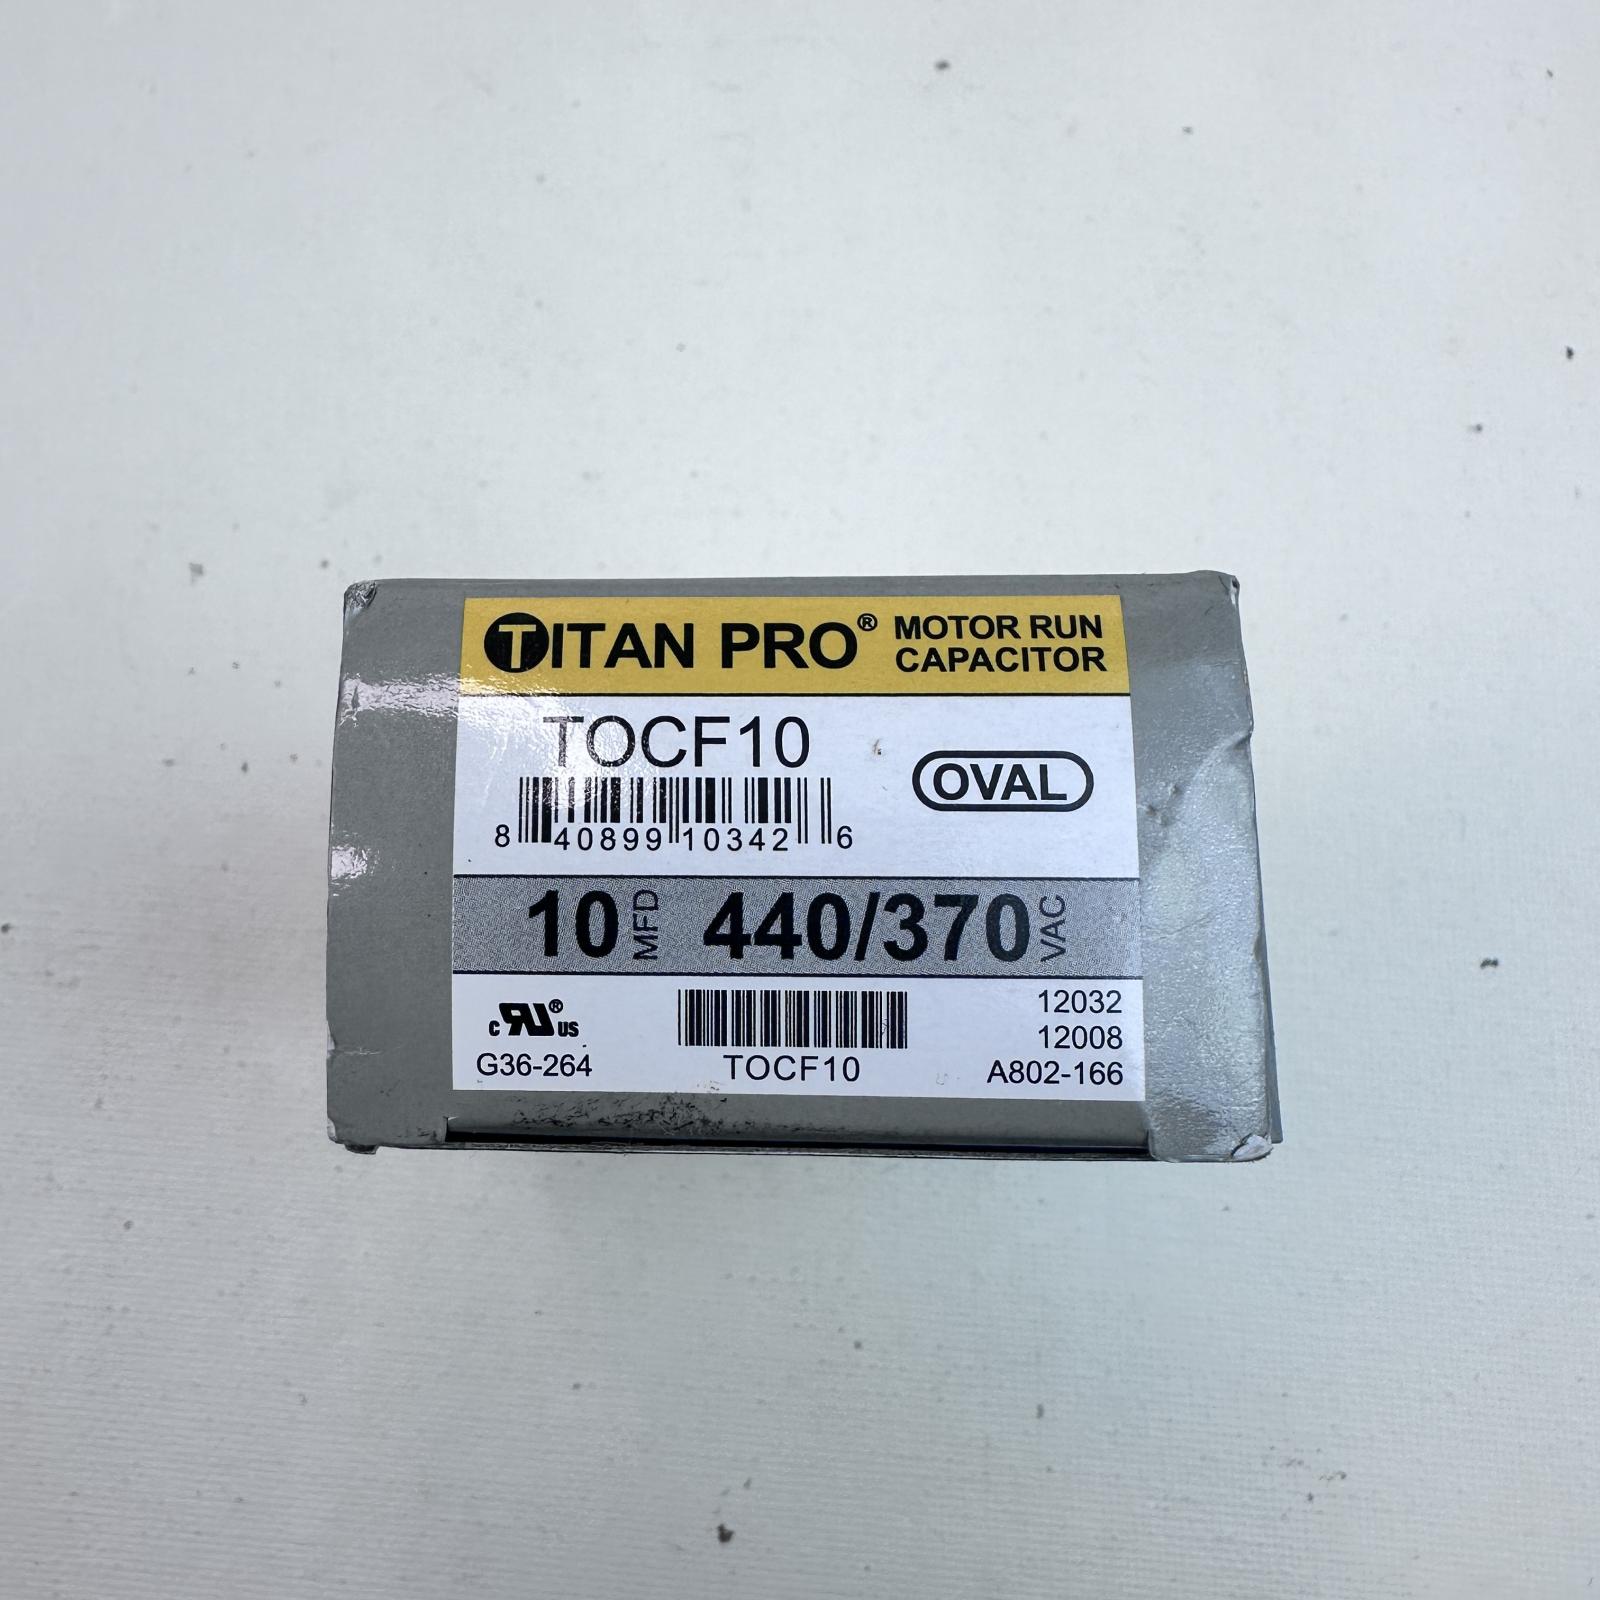 TITAN PRO® MOTOR RUN
CAPACITOR
TOCF10
OVAL
8 40899 10342 6
10 MFD 440/370 VAC
c RU® US
G36-264
TOCF10
12032
12008
A802-166